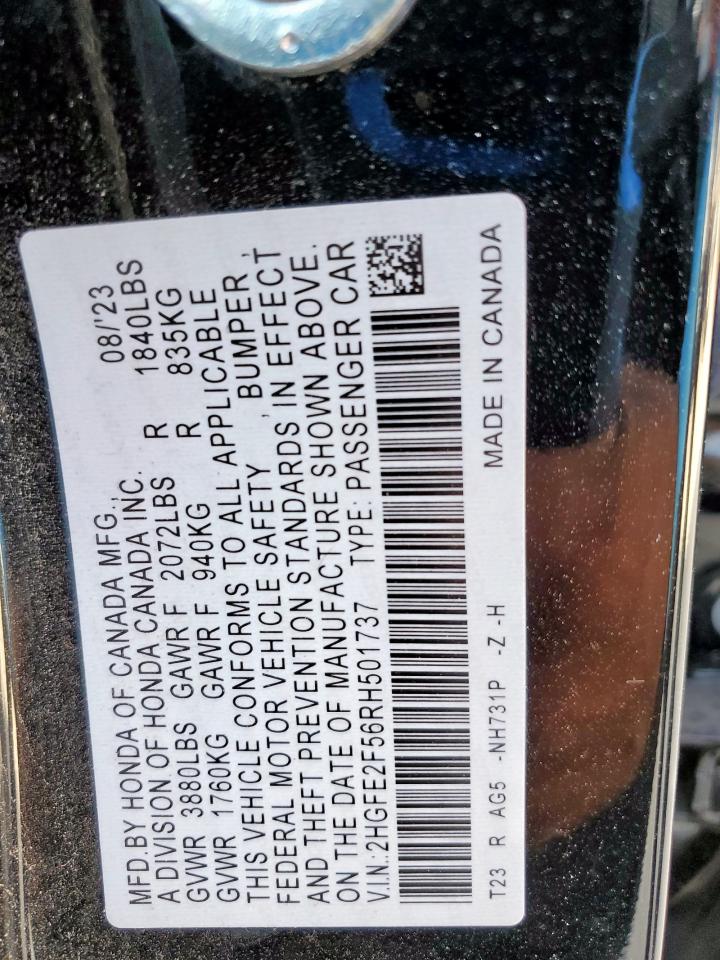 MFD.BY HONDA OF CANADA MFG., 08/'23
A DIVISION OF HONDA CANADA INC. 1840LBS
GVWR 3880LBS GAWR F 2072LBS R 835KG
GVWR 1760KG GAWR F 940KG R
THIS VEHICLE CONFORMS TO ALL APPLICABLE
FEDERAL MOTOR VEHICLE SAFETY , BUMPER ,
AND THEFT PREVENTION STANDARDS IN EFFECT
ON THE DATE OF MANUFACTURE SHOWN ABOVE.
V.I.N.:2HGFE2F56RH501737 TYPE: PASSENGER CAR
T23 R AG5 -NH731P -Z -H MADE IN CANADA